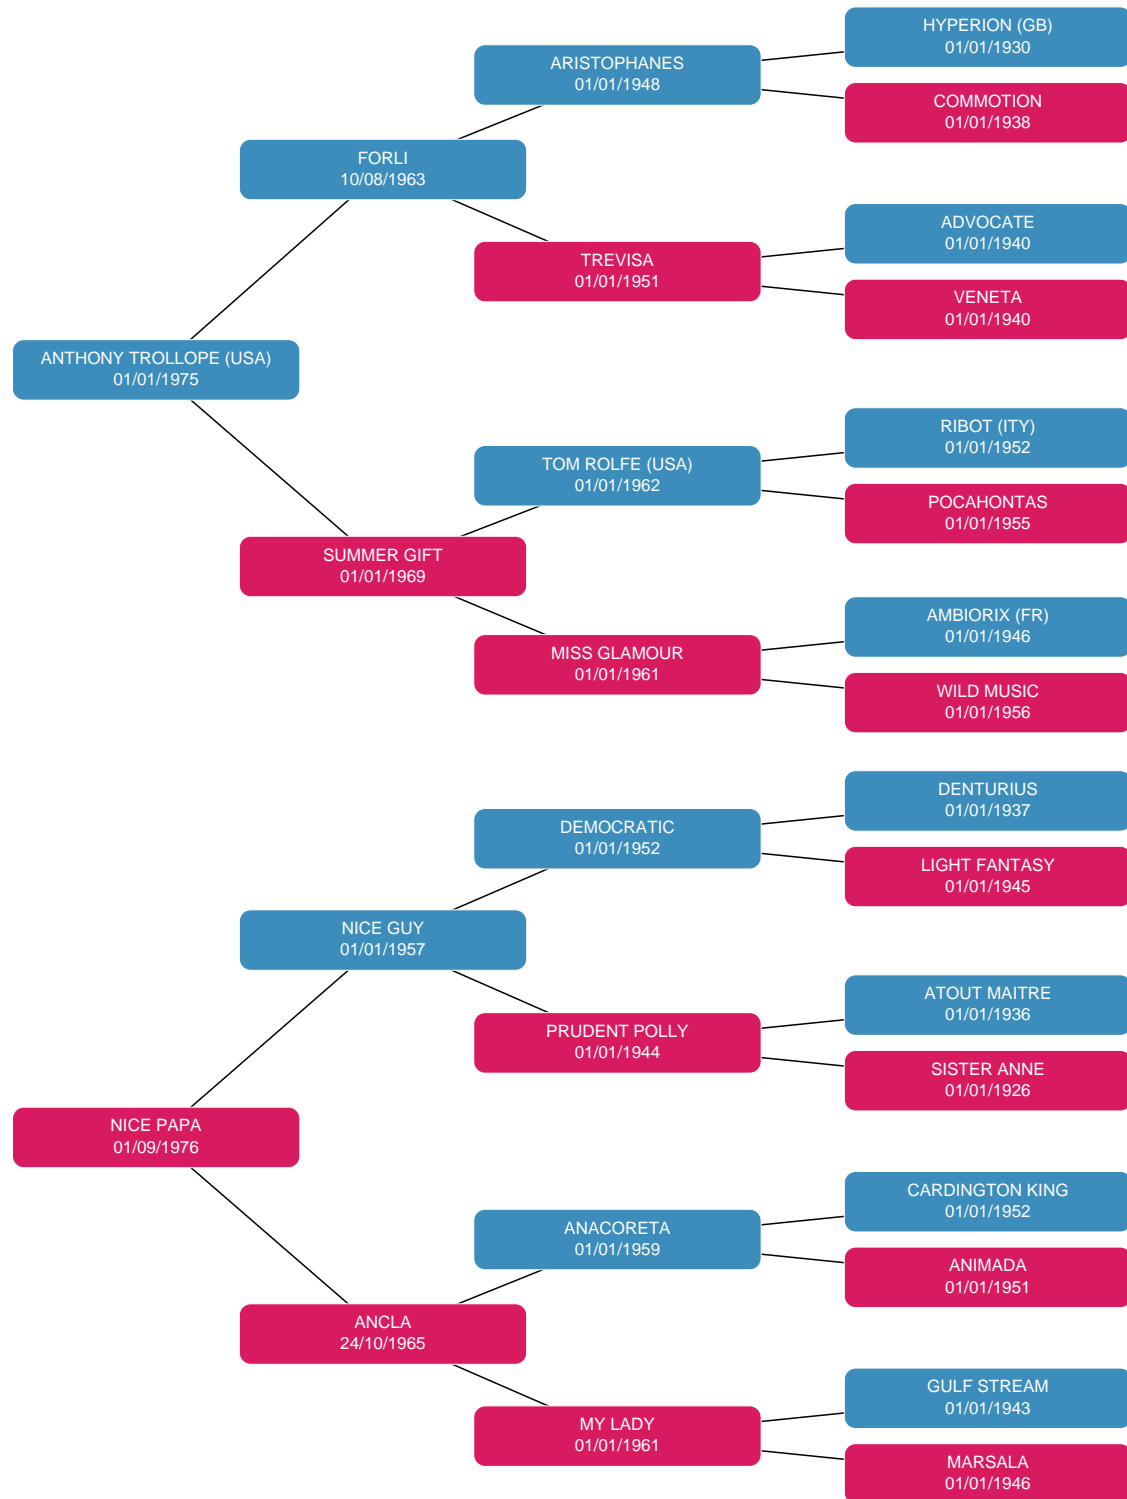 HYPERION (GB)
01/01/1930
ARISTOPHANES
01/01/1948
COMMOTION
01/01/1938
FORLI
10/08/1963
ADVOCATE
01/01/1940
TREVISA
01/01/1951
VENETA
01/01/1940
ANTHONY TROLLOPE (USA)
01/01/1975
RIBOT (ITY)
01/01/1952
TOM ROLFE (USA)
01/01/1962
POCAHONTAS
01/01/1955
SUMMER GIFT
01/01/1969
AMBIORIX (FR)
01/01/1946
MISS GLAMOUR
01/01/1961
WILD MUSIC
01/01/1956
DENTURIUS
01/01/1937
DEMOCRATIC
01/01/1952
LIGHT FANTASY
01/01/1945
NICE GUY
01/01/1957
ATOUT MAITRE
01/01/1936
PRUDENT POLLY
01/01/1944
SISTER ANNE
01/01/1926
NICE PAPA
01/09/1976
CARDINGTON KING
01/01/1952
ANACORETA
01/01/1959
ANIMADA
01/01/1951
ANCLA
24/10/1965
GULF STREAM
01/01/1943
MY LADY
01/01/1961
MARSALA
01/01/1946